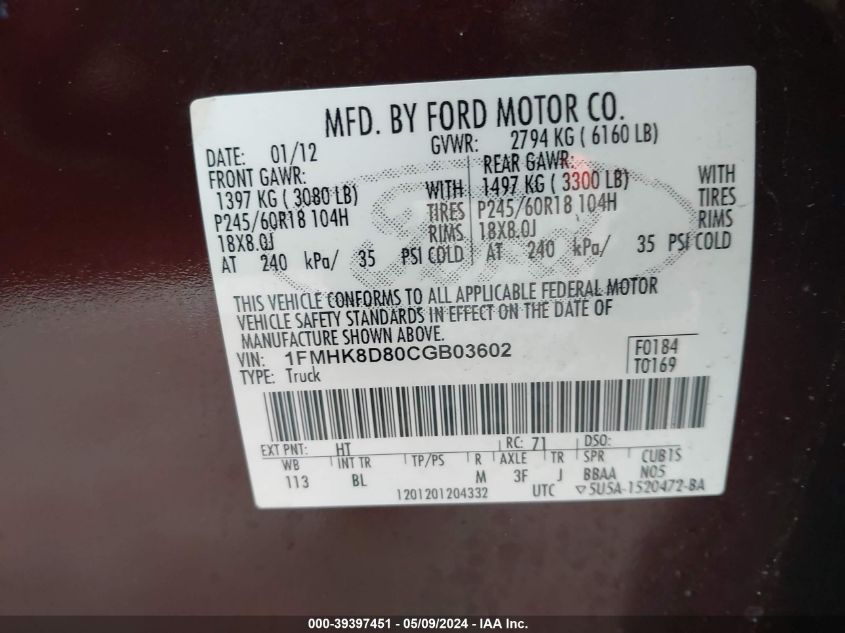 MFD. BY FORD MOTOR CO.
DATE: 01/12 GVWR: 2794 KG ( 6160 LB)
FRONT GAWR: REAR GAWR:
1397 KG ( 3080 LB) WITH 1497 KG ( 3300 LB) WITH
P245/60R18 104H TIRES P245/60R18 104H TIRES
18X8.0J RIMS 18X8.0J RIMS
AT 240 kPa/ 35 PSI COLD AT 240 kPa/ 35 PSI COLD
THIS VEHICLE CONFORMS TO ALL APPLICABLE FEDERAL MOTOR
VEHICLE SAFETY STANDARDS IN EFFECT ON THE DATE OF
MANUFACTURE SHOWN ABOVE.
VIN: 1FMHK8D80CGB03602 F0184
TYPE: Truck T0169
EXT PNT: HT RC: 71 DSO:
WB INT TR TP/PS R AXLE TR SPR CUB1S
113 BL M 3F J BBAA N05
1201201204332 UTC ▽5U5A-1520472-BA
000-39397451 - 05/09/2024 - IAA Inc.